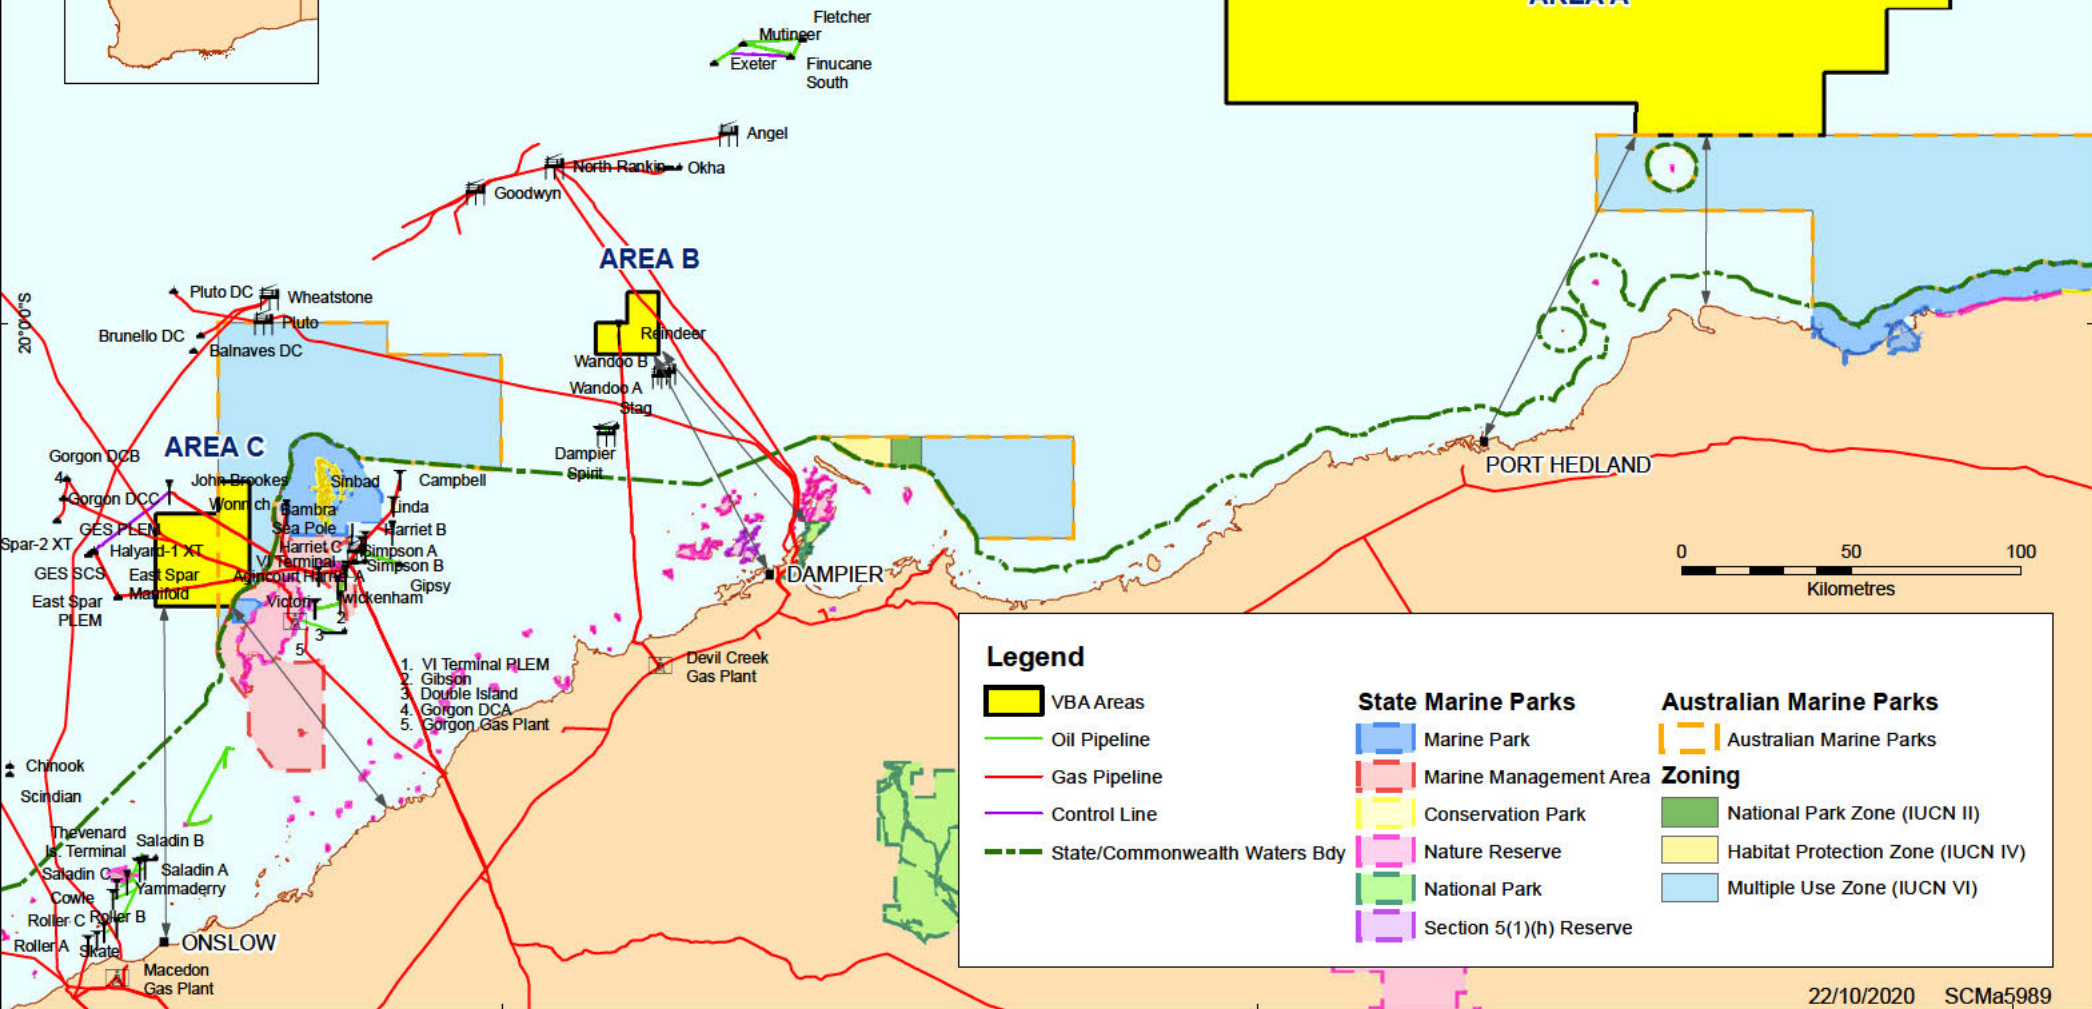 AREA A
Fletcher
Mutineer
Exeter
Finucane
South
Angel
North Rankin
Okha
Goodwyn
AREA B
20°0'0"S
Pluto DC
Wheatstone
Pluto
Brunello DC
Balnaves DC
Reindeer
Wandoo B
Wandoo A
Stag
Dampier
Spirit
AREA C
Gorgon DCB
4
Gorgon DCC
John Brookes
Wonnich
Sinbad
Campbell
Linda
Bambra
Sea Pole
Harriet B
GES PLEM
Spar-2 XT
Halyard-1 XT
Harriet C
Simpson A
VI Terminal
1
Simpson B
GES SCS
East Spar
Manifold
Agincourt
Harriet A
Gipsy
East Spar
PLEM
Victoria
Wickenham
2
3
5
PORT HEDLAND
DAMPIER
0
50
100
Kilometres
1. VI Terminal PLEM
2. Gibson
3. Double Island
4. Gorgon DCA
5. Gorgon Gas Plant
Devil Creek
Gas Plant
Chinook
Scindian
Thevenard
Is. Terminal
Saladin B
Saladin C
Saladin A
Yammaderry
Cowle
Roller C
Roller B
Roller A
Skate
ONSLOW
Macedon
Gas Plant
Legend
VBA Areas
Oil Pipeline
Gas Pipeline
Control Line
State/Commonwealth Waters Bdy
State Marine Parks
Marine Park
Marine Management Area
Conservation Park
Nature Reserve
National Park
Section 5(1)(h) Reserve
Australian Marine Parks
Australian Marine Parks
Zoning
National Park Zone (IUCN II)
Habitat Protection Zone (IUCN IV)
Multiple Use Zone (IUCN VI)
22/10/2020 SCMa5989